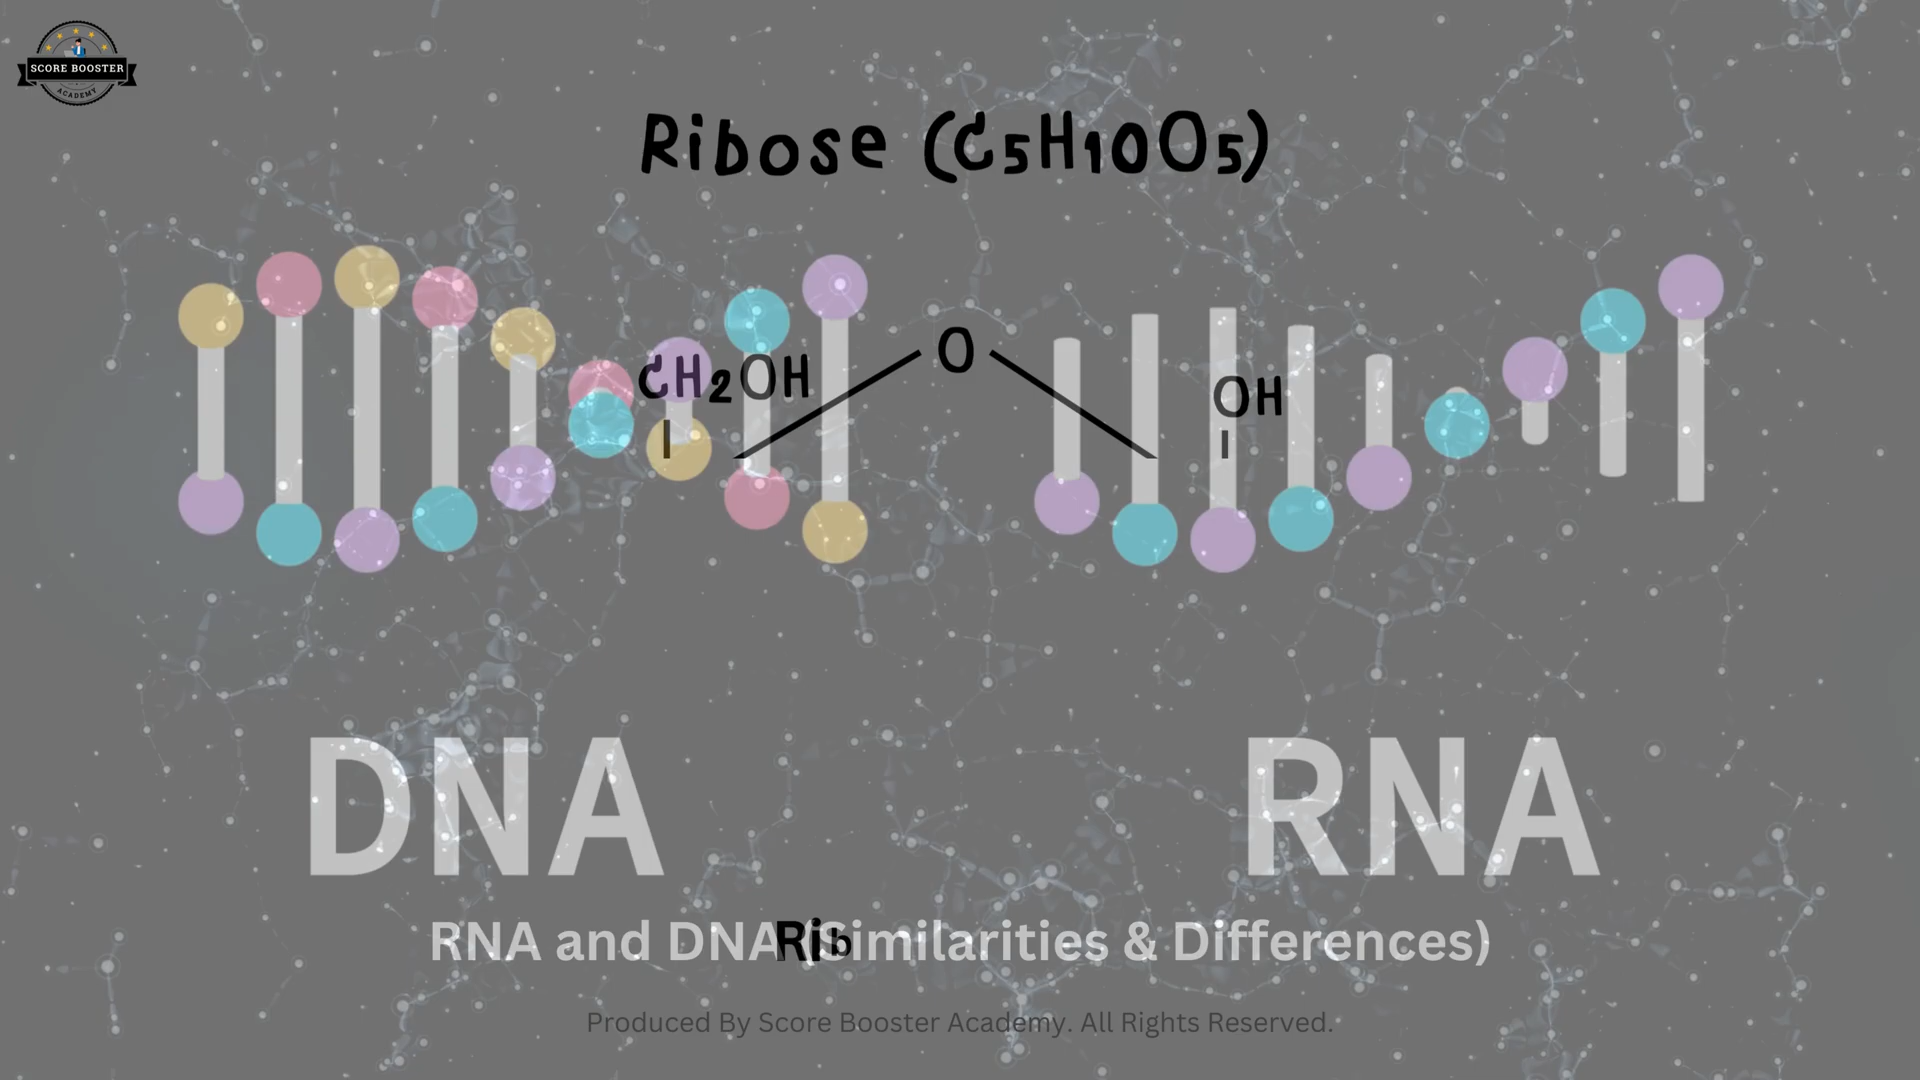 SCORE BOOSTER
ACADEMY
Ribose (C5H10O5)
O
CH2OH
OH
DNA
RNA
RNA and DNA (Similarities & Differences)
Rib
Produced By Score Booster Academy. All Rights Reserved.